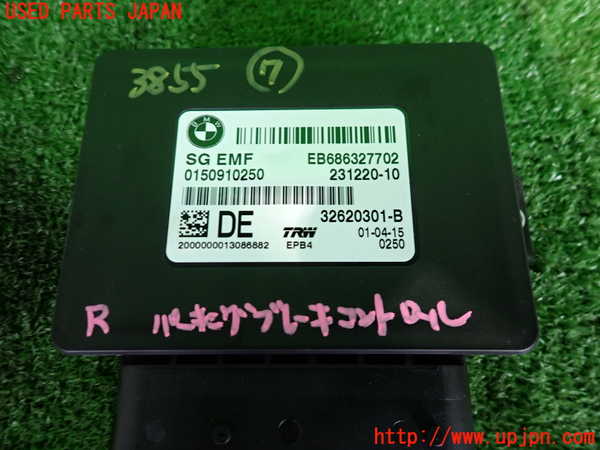 USED PARTS JAPAN
3855 ⑦
BMW
SG EMF EB686327702
0150910250 231220-10
DE 32620301-B
2000000013086882 TRW EPB4 01-04-15 0250
R パーキングブレーキコントロール
http://www.upjpn.com/